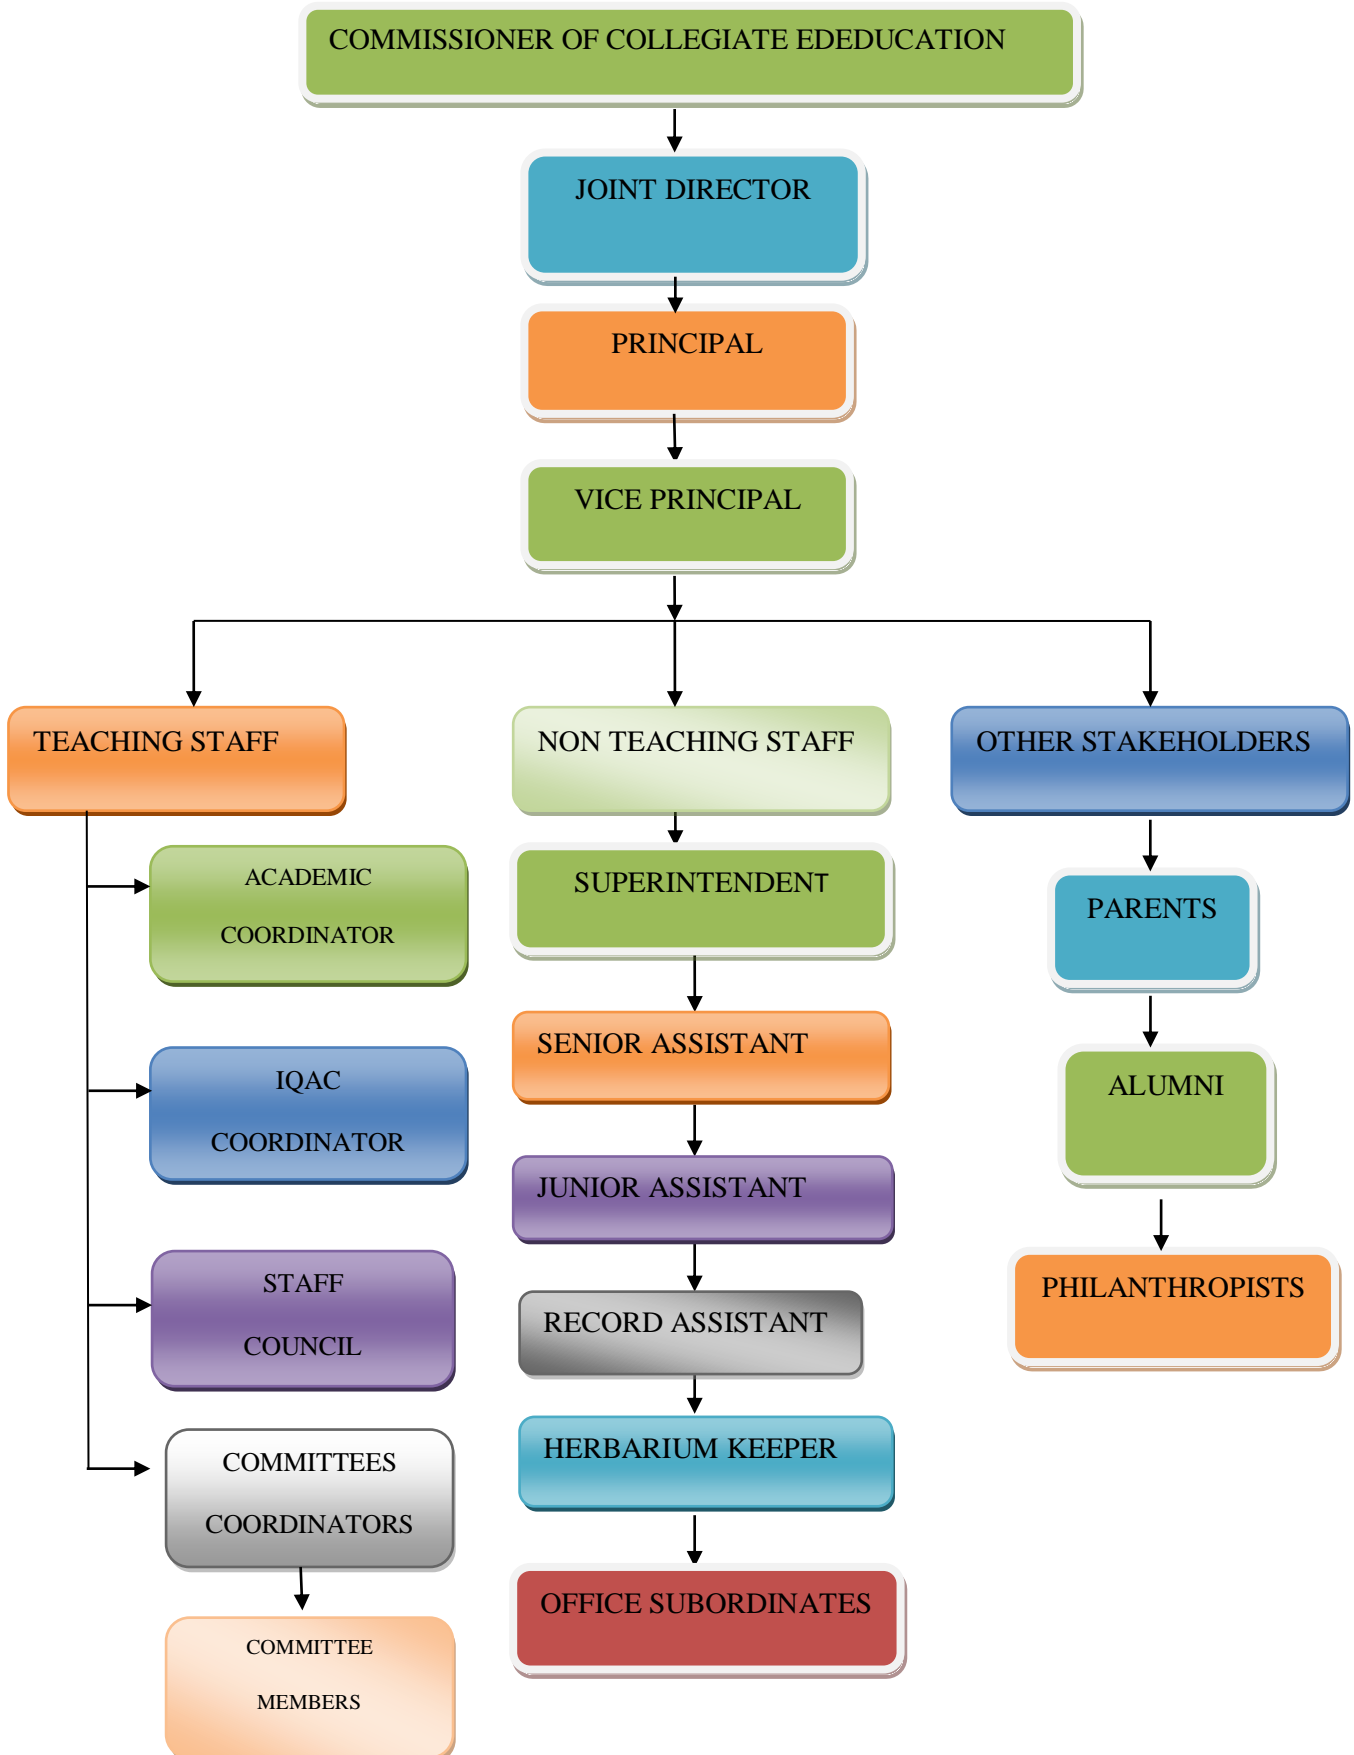 COMMISSIONER OF COLLEGIATE EDEDUCATION
JOINT DIRECTOR
PRINCIPAL
VICE PRINCIPAL
TEACHING STAFF
NON TEACHING STAFF
OTHER STAKEHOLDERS
ACADEMIC
COORDINATOR
IQAC
COORDINATOR
STAFF
COUNCIL
COMMITTEES
COORDINATORS
COMMITTEE
MEMBERS
SUPERINTENDENT
SENIOR ASSISTANT
JUNIOR ASSISTANT
RECORD ASSISTANT
HERBARIUM KEEPER
OFFICE SUBORDINATES
PARENTS
ALUMNI
PHILANTHROPISTS